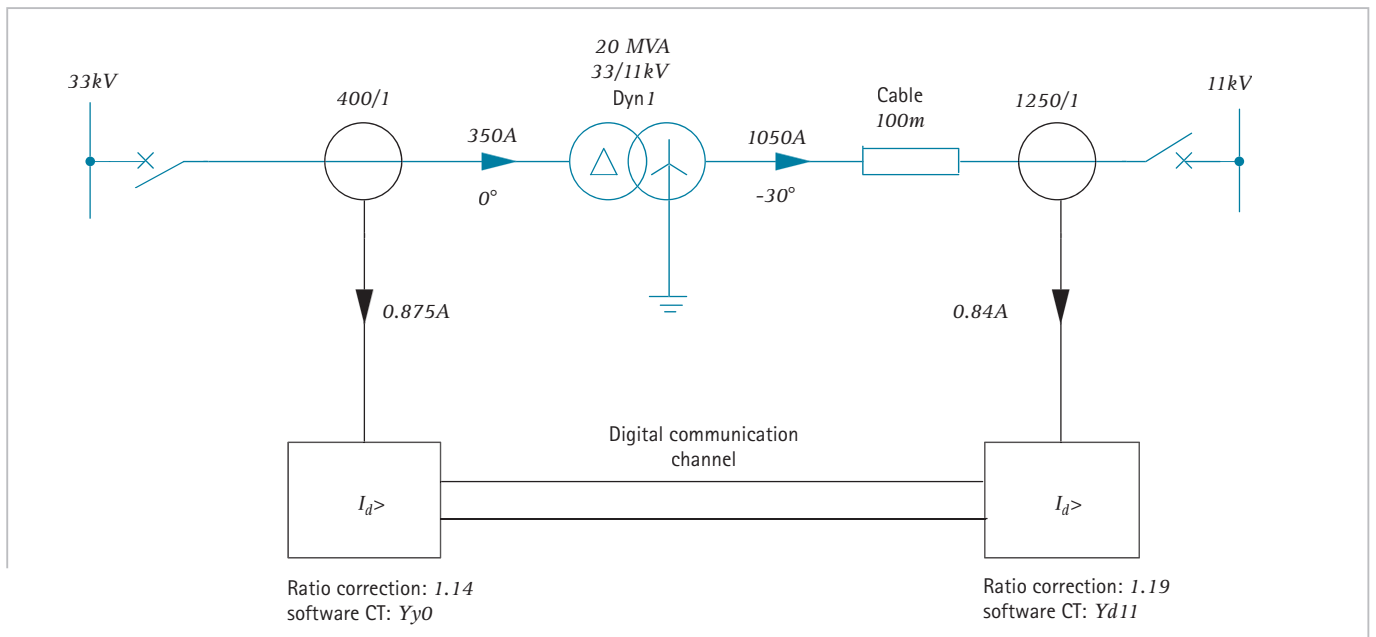 20 MVA
33/11kV
Dyn1
33kV
400/1
350A
0°
1050A
-30°
Cable
100m
1250/1
11kV
0.875A
0.84A
Digital communication
channel
Id>
Id>
Ratio correction: 1.14
software CT: Yy0
Ratio correction: 1.19
software CT: Yd11